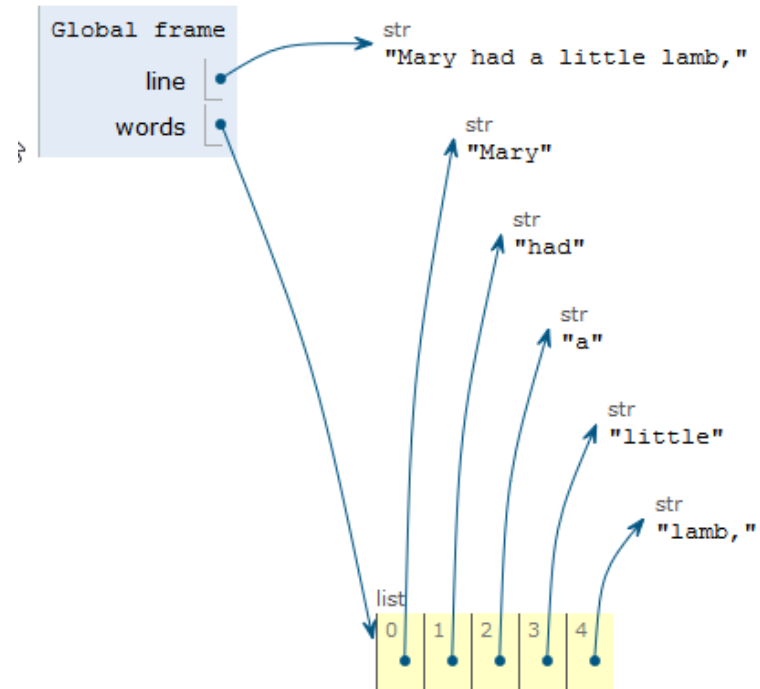 Global frame
line
words
str
"Mary had a little lamb,"
str
"Mary"
str
"had"
str
"a"
str
"little"
str
"lamb,"
list
0 1 2 3 4